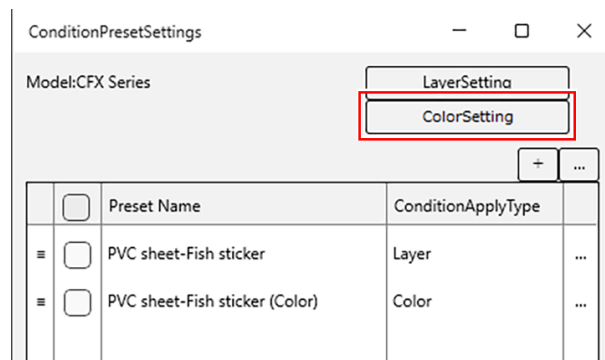 ConditionPresetSettings
Model:CFX Series
LayerSetting
ColorSetting
+ ...
Preset Name ConditionApplyType
≡ PVC sheet-Fish sticker Layer ...
≡ PVC sheet-Fish sticker (Color) Color ...